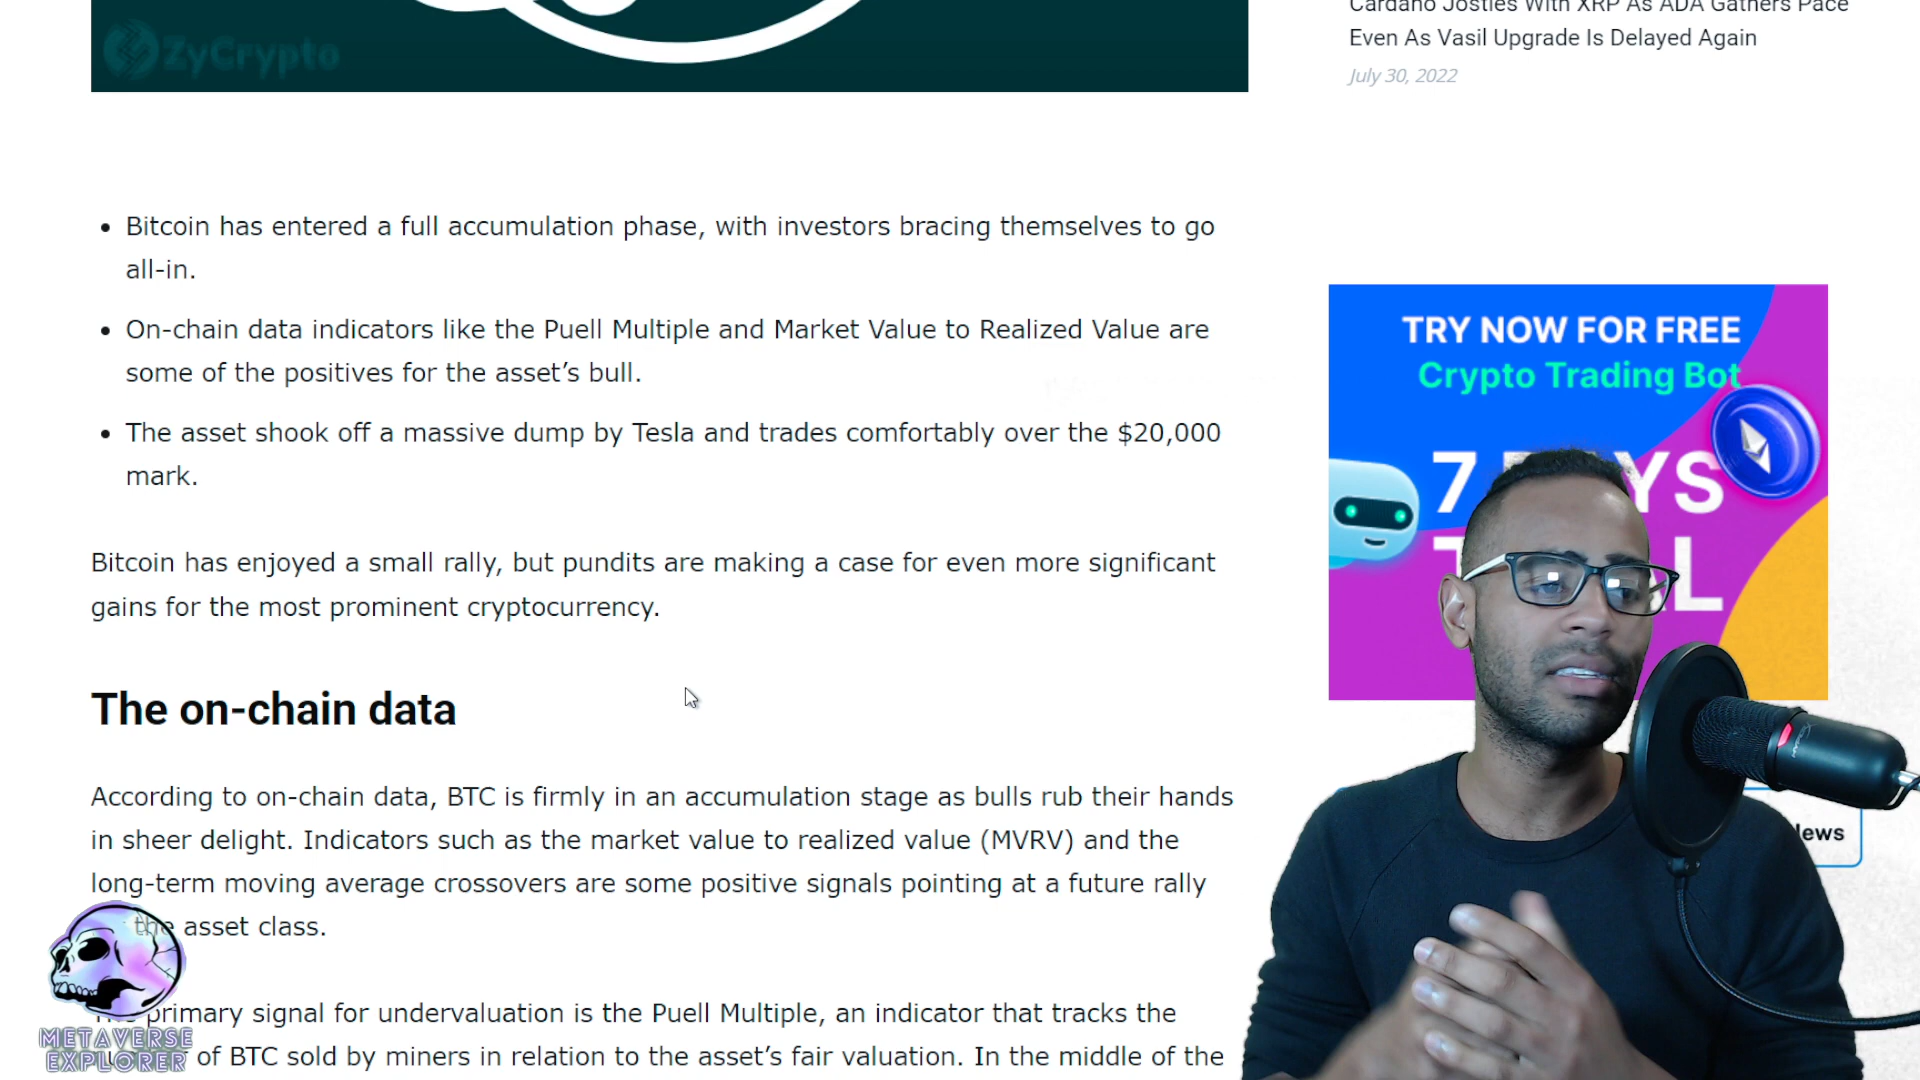 ZyCrypto
Cardano Jostles With XRP As ADA Gathers Pace
Even As Vasil Upgrade Is Delayed Again
July 30, 2022
• Bitcoin has entered a full accumulation phase, with investors bracing themselves to go
all-in.
• On-chain data indicators like the Puell Multiple and Market Value to Realized Value are
some of the positives for the asset’s bull.
• The asset shook off a massive dump by Tesla and trades comfortably over the $20,000
mark.
Bitcoin has enjoyed a small rally, but pundits are making a case for even more significant
gains for the most prominent cryptocurrency.
The on-chain data
According to on-chain data, BTC is firmly in an accumulation stage as bulls rub their hands
in sheer delight. Indicators such as the market value to realized value (MVRV) and the
long-term moving average crossovers are some positive signals pointing at a future rally
the asset class.
primary signal for undervaluation is the Puell Multiple, an indicator that tracks the
of BTC sold by miners in relation to the asset’s fair valuation. In the middle of the
TRY NOW FOR FREE
Crypto Trading Bot
7
HYPERX
METAVERSE
EXPLORER